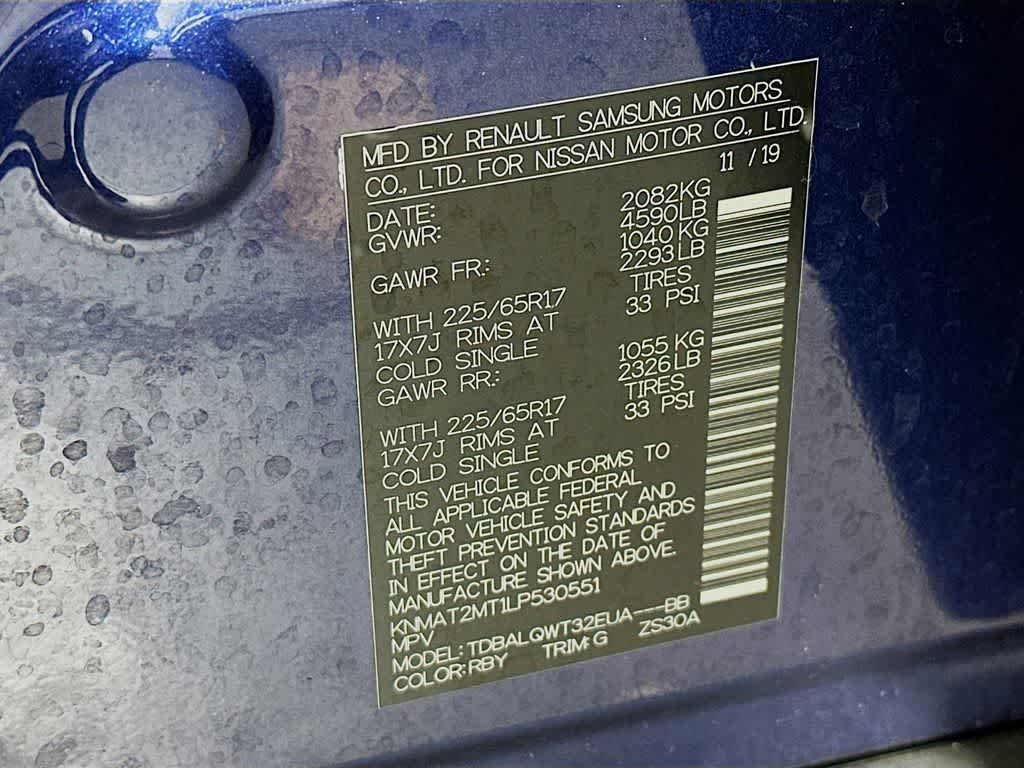 MFD BY RENAULT SAMSUNG MOTORS
CO., LTD. FOR NISSAN MOTOR CO., LTD.
DATE: 11 / 19
GVWR: 2082KG
4590LB
GAWR FR.: 1040 KG
2293LB
WITH 225/65R17 TIRES
17X7J RIMS AT 33 PSI
COLD SINGLE
GAWR RR.: 1055 KG
2326LB
WITH 225/65R17 TIRES
17X7J RIMS AT 33 PSI
COLD SINGLE
THIS VEHICLE CONFORMS TO
ALL APPLICABLE FEDERAL
MOTOR VEHICLE SAFETY AND
THEFT PREVENTION STANDARDS
IN EFFECT ON THE DATE OF
MANUFACTURE SHOWN ABOVE.
KNMAT2MT1LP530551
MPV
MODEL: TDBALQWT32EUA---BB
COLOR: RBY TRIM: G ZS30A